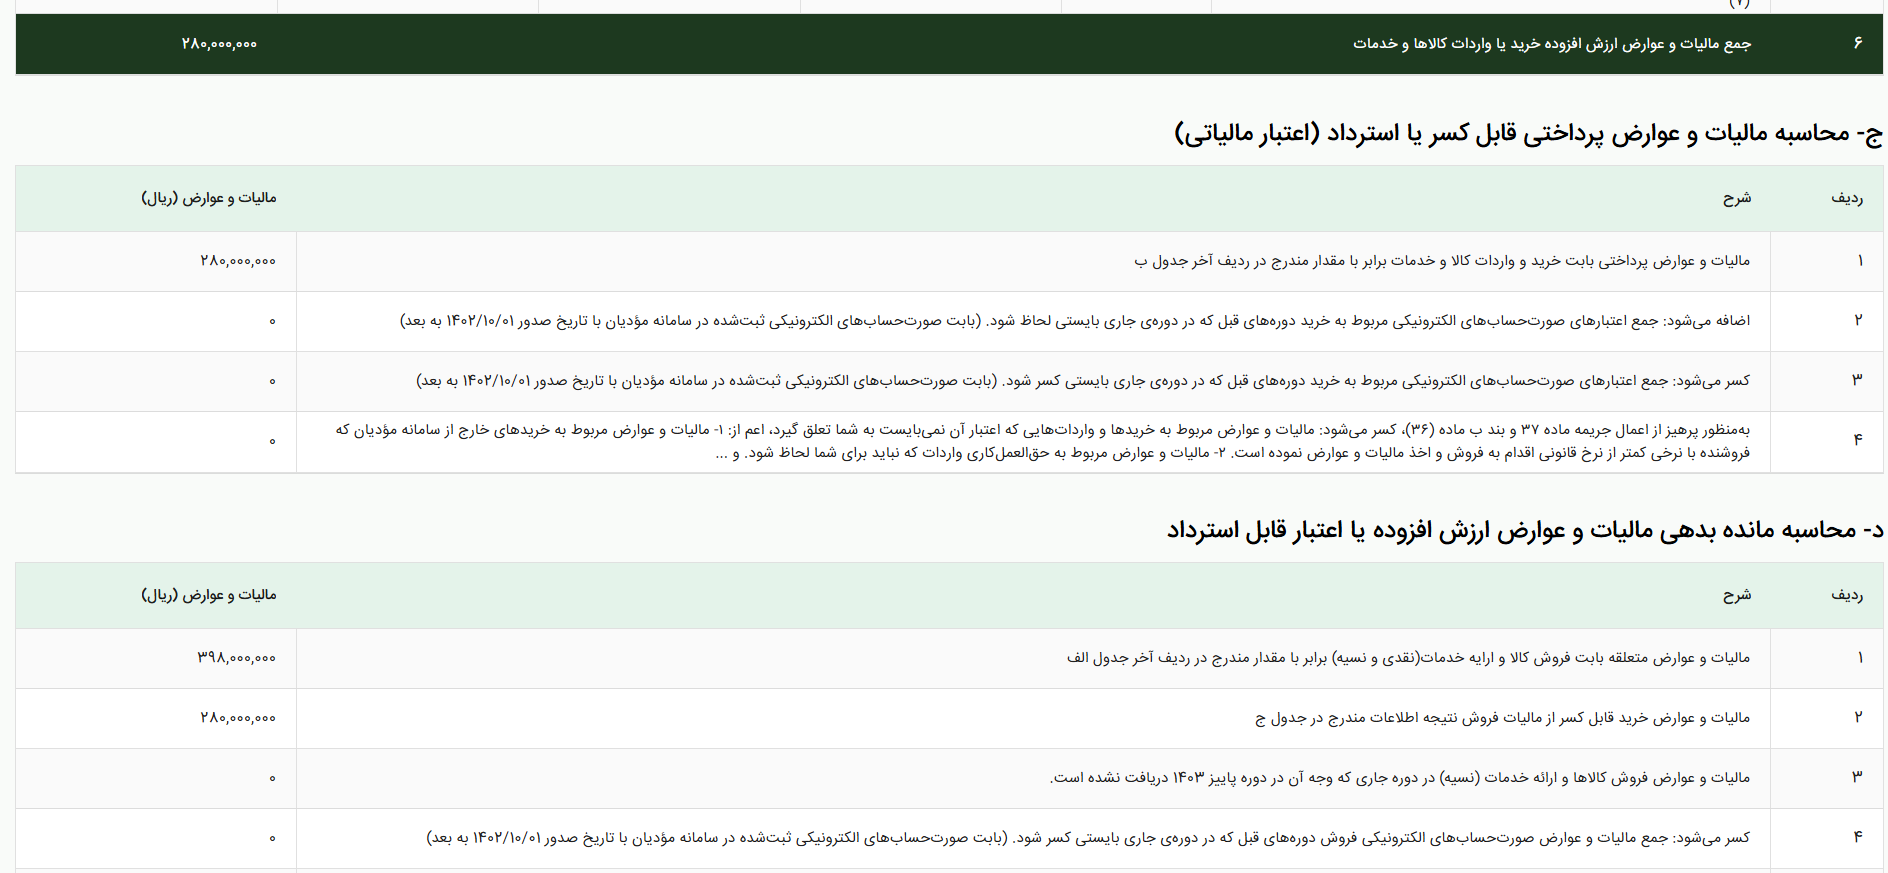 (۷)
۶ جمع مالیات و عوارض ارزش افزوده خرید یا واردات کالاها و خدمات ۲۸۰,۰۰۰,۰۰۰
ج- محاسبه مالیات و عوارض پرداختی قابل کسر یا استرداد (اعتبار مالیاتی)
ردیف شرح مالیات و عوارض (ریال)
۱ مالیات و عوارض پرداختی بابت خرید و واردات کالا و خدمات برابر با مقدار مندرج در ردیف آخر جدول ب ۲۸۰,۰۰۰,۰۰۰
۲ اضافه می‌شود: جمع اعتبارهای صورت‌حساب‌های الکترونیکی مربوط به خرید دوره‌های قبل که در دوره‌ی جاری بایستی لحاظ شود. (بابت صورت‌حساب‌های الکترونیکی ثبت‌شده در سامانه مؤدیان با تاریخ صدور ۱۴۰۲/۱۰/۰۱ به بعد) ۰
۳ کسر می‌شود: جمع اعتبارهای صورت‌حساب‌های الکترونیکی مربوط به خرید دوره‌های قبل که در دوره‌ی جاری بایستی کسر شود. (بابت صورت‌حساب‌های الکترونیکی ثبت‌شده در سامانه مؤدیان با تاریخ صدور ۱۴۰۲/۱۰/۰۱ به بعد) ۰
۴ به‌منظور پرهیز از اعمال جریمه ماده ۳۷ و بند ب ماده (۳۶)، کسر می‌شود: مالیات و عوارض مربوط به خریدها و وارداتهایی که اعتبار آن نمی‌بایست به شما تعلق گیرد، اعم از: ۱- مالیات و عوارض مربوط به خریدهای خارج از سامانه مؤدیان که
فروشنده با نرخی کمتر از نرخ قانونی اقدام به فروش و اخذ مالیات و عوارض نموده است. ۲- مالیات و عوارض مربوط به حق‌العمل‌کاری واردات که نباید برای شما لحاظ شود. و ... ۰
د- محاسبه مانده بدهی مالیات و عوارض ارزش افزوده یا اعتبار قابل استرداد
ردیف شرح مالیات و عوارض (ریال)
۱ مالیات و عوارض متعلقه بابت فروش کالا و ارایه خدمات(نقدی و نسیه) برابر با مقدار مندرج در ردیف آخر جدول الف ۳۹۸,۰۰۰,۰۰۰
۲ مالیات و عوارض خرید قابل کسر از مالیات فروش نتیجه اطلاعات مندرج در جدول ج ۲۸۰,۰۰۰,۰۰۰
۳ مالیات و عوارض فروش کالاها و ارائه خدمات (نسیه) در دوره جاری که وجه آن در دوره پاییز ۱۴۰۳ دریافت نشده است. ۰
۴ کسر می‌شود: جمع مالیات و عوارض صورت‌حساب‌های الکترونیکی فروش دوره‌های قبل که در دوره‌ی جاری بایستی کسر شود. (بابت صورت‌حساب‌های الکترونیکی ثبت‌شده در سامانه مؤدیان با تاریخ صدور ۱۴۰۲/۱۰/۰۱ به بعد) ۰